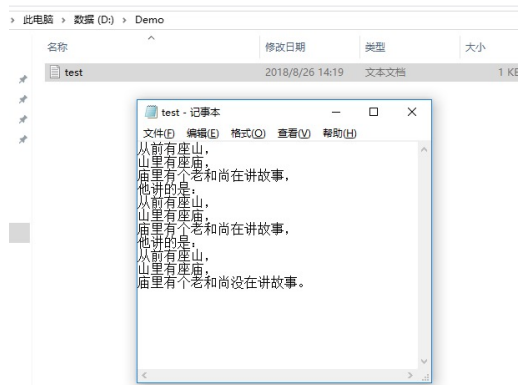 此电脑 › 数据 (D:) › Demo
名称 修改日期 类型 大小
test 2018/8/26 14:19 文本文档 1 KB
test - 记事本
文件(F) 编辑(E) 格式(O) 查看(V) 帮助(H)
从前有座山，
山里有座庙，
庙里有个老和尚在讲故事，
他讲的是：
从前有座山，
山里有座庙，
庙里有个老和尚在讲故事，
他讲的是：
从前有座山，
山里有座庙，
庙里有个老和尚没在讲故事。